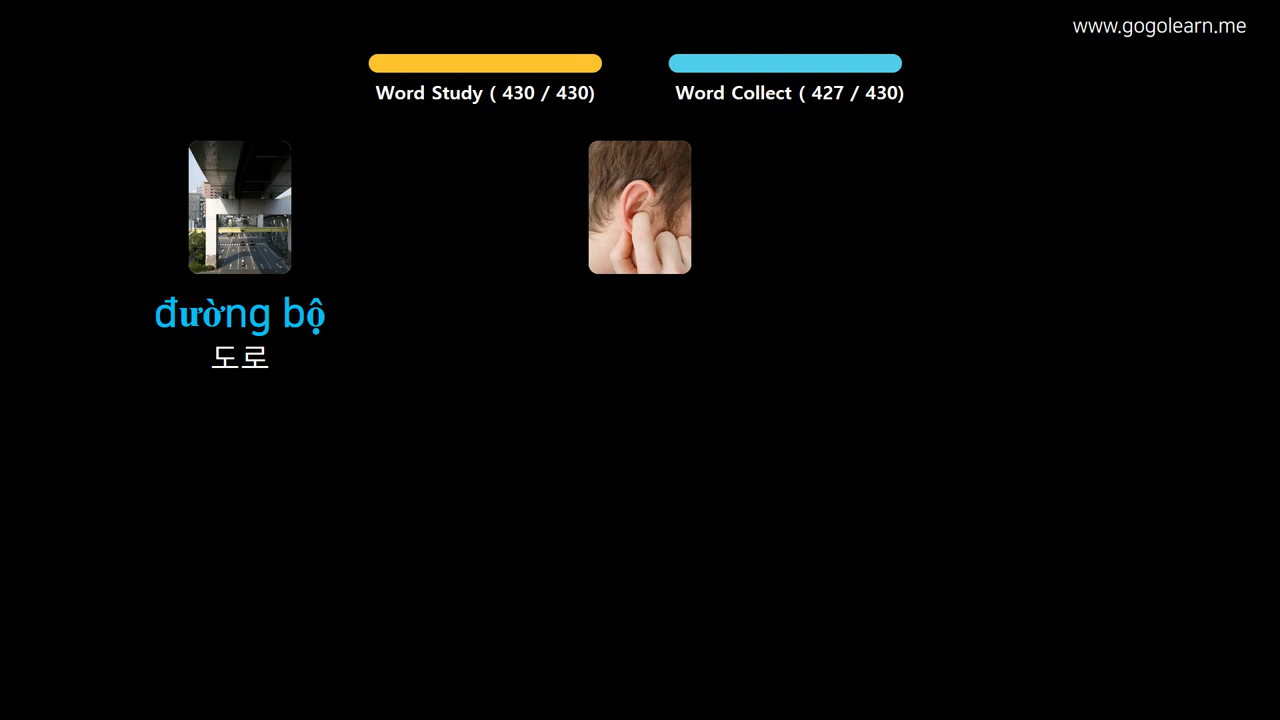 www.gogolearn.me
Word Study ( 430 / 430)
Word Collect ( 427 / 430)
đường bộ
도로